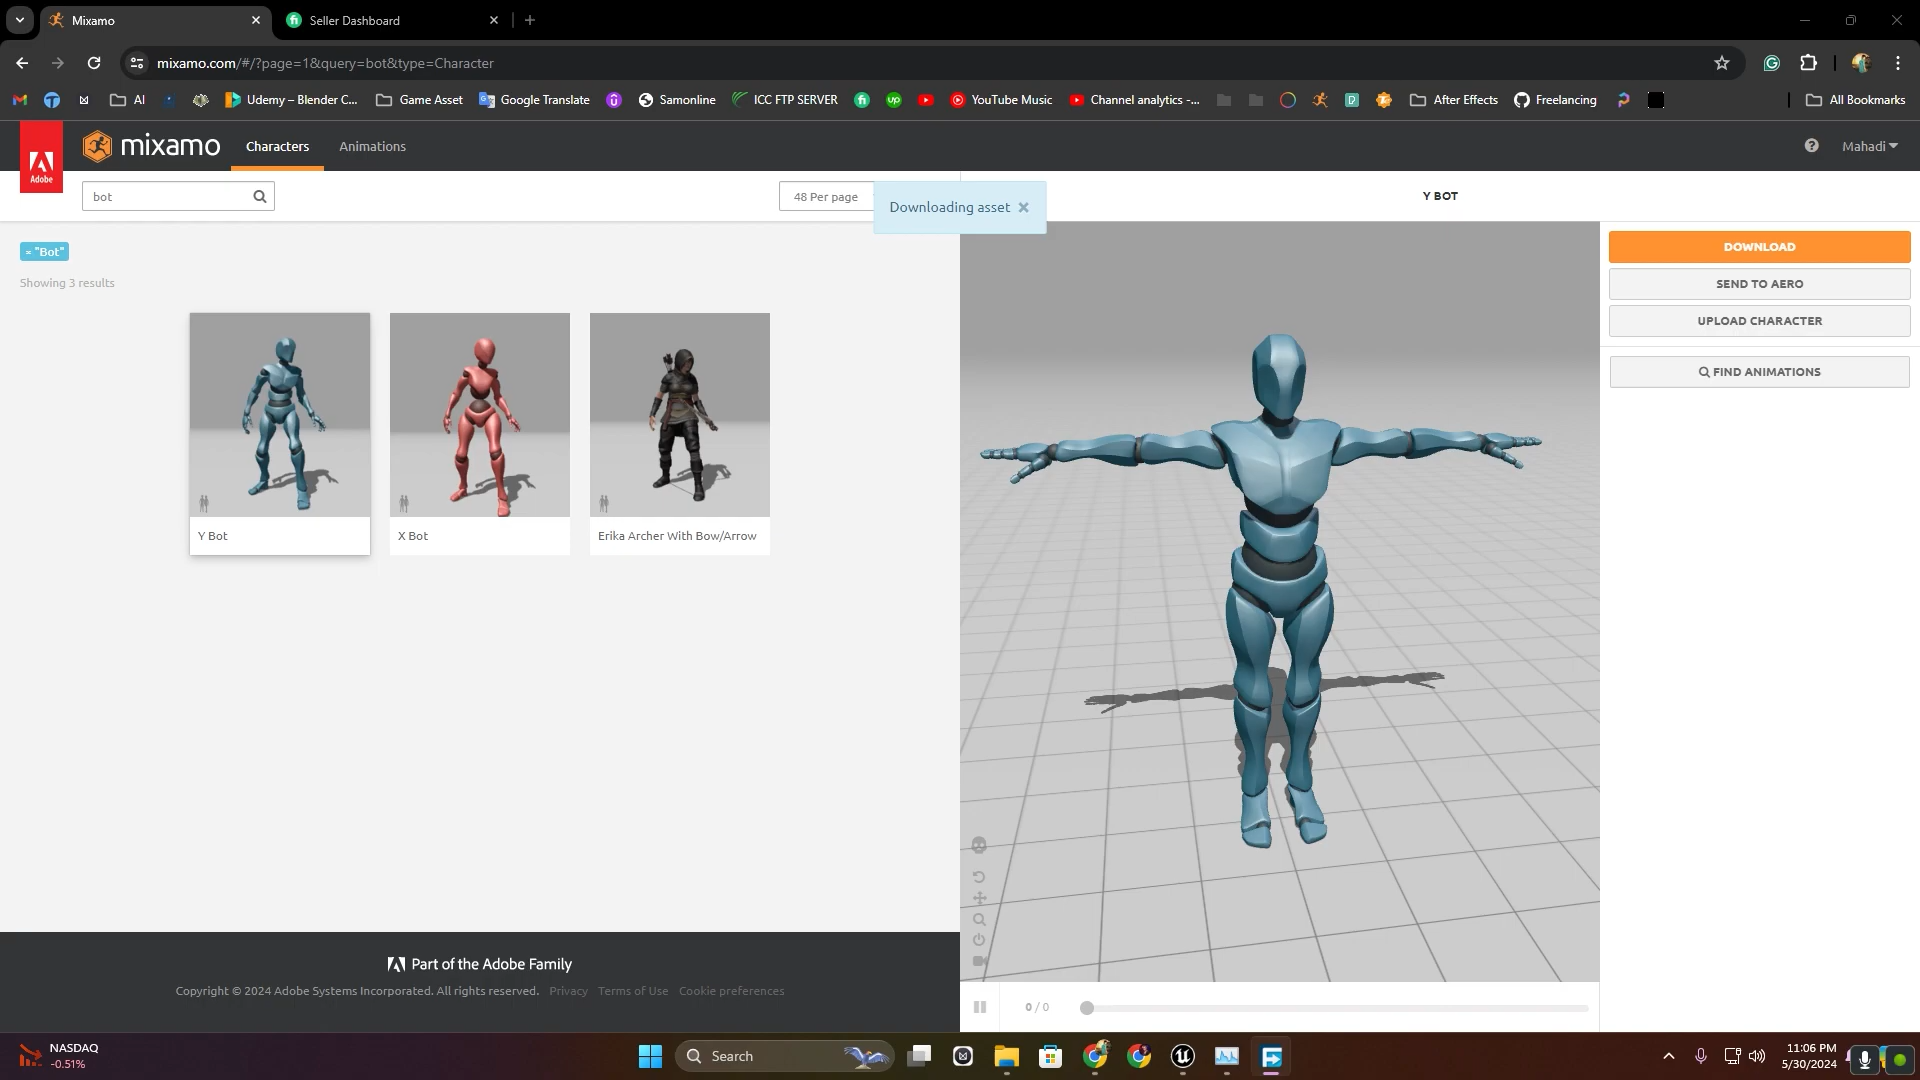 Mixamo
Seller Dashboard
mixamo.com/#/?page=1&query=bot&type=Character
AI
Udemy – Blender C...
Game Asset
Google Translate
Samonline
ICC FTP SERVER
YouTube Music
Channel analytics -...
After Effects
Freelancing
All Bookmarks
Adobe
mixamo
Characters
Animations
Mahadi
bot
48 Per page
Downloading asset
Y BOT
= "Bot"
Showing 3 results
DOWNLOAD
SEND TO AERO
UPLOAD CHARACTER
FIND ANIMATIONS
Y Bot
X Bot
Erika Archer With Bow/Arrow
Part of the Adobe Family
Copyright © 2024 Adobe Systems Incorporated. All rights reserved. Privacy Terms of Use Cookie preferences
0 / 0
NASDAQ
-0.51%
Search
11:06 PM
5/30/2024